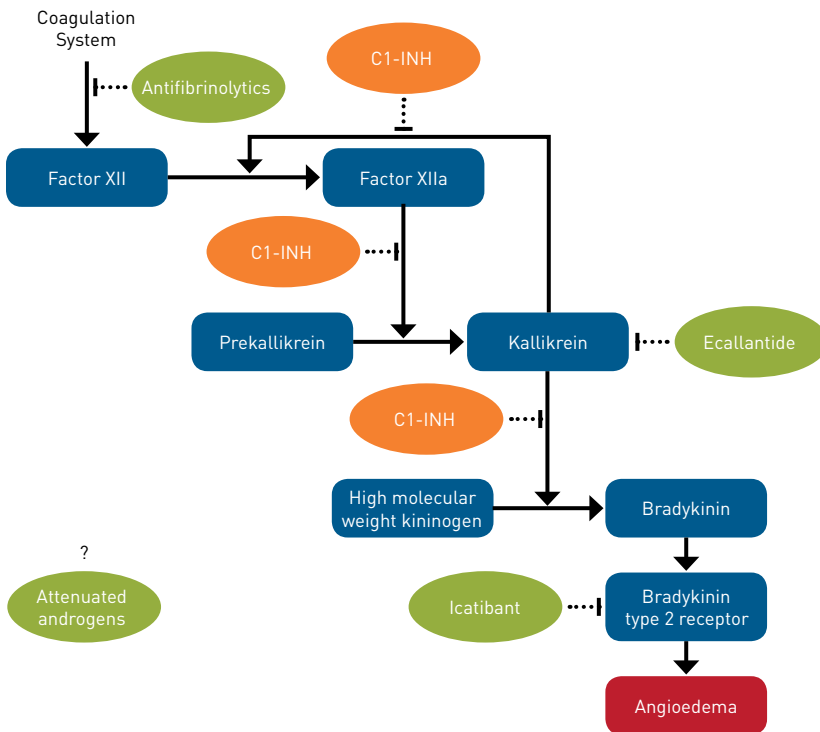 Coagulation
System
Antifibrinolytics
C1-INH
Factor XII
Factor XIIa
C1-INH
Prekallikrein
Kallikrein
Ecallantide
C1-INH
High molecular
weight kininogen
Bradykinin
?
Attenuated
androgens
Icatibant
Bradykinin
type 2 receptor
Angioedema